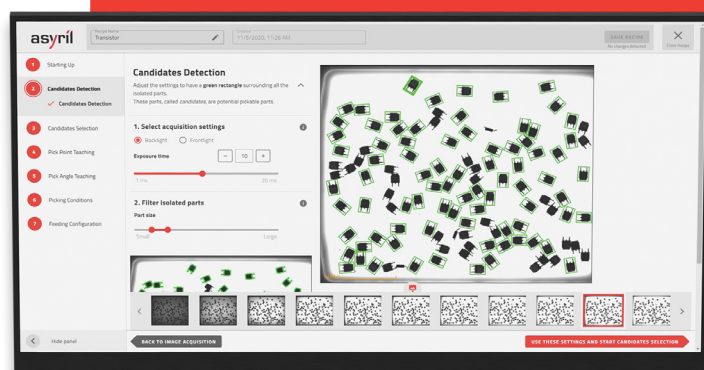 asyril
Recipe Name
Transistor
Created
11/5/2020, 11:26 AM
SAVE RECIPE
No changes detected
Close Recipe
1 Starting Up
2 Candidates Detection
Candidates Detection
3 Candidates Selection
4 Pick Point Teaching
5 Pick Angle Teaching
6 Picking Conditions
7 Feeding Configuration
Hide panel
Candidates Detection
Adjust the settings to have a green rectangle surrounding all the
isolated parts.
These parts, called candidates, are potential pickable parts.
1. Select acquisition settings
Backlight Frontlight
Exposure time - 10 +
1 ms 20 ms
2. Filter isolated parts
Part size
Small Large
BACK TO IMAGE ACQUISITION
USE THESE SETTINGS AND START CANDIDATES SELECTION